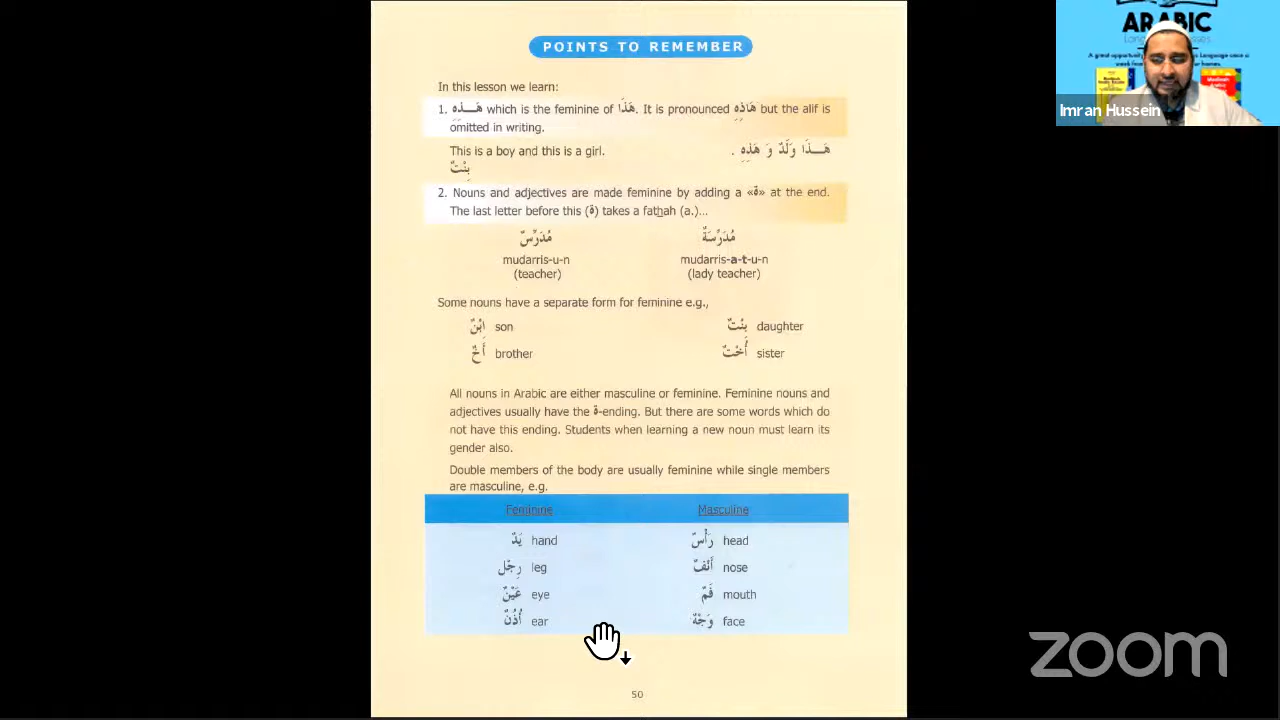 POINTS TO REMEMBER
In this lesson we learn:
1. هَـــذِهِ which is the feminine of هَذَا. It is pronounced هَاذِهِ but the alif is
omitted in writing.
This is a boy and this is a girl. هَـــذَا وَلَدٌ وَ هَذِهِ .
بِنْتٌ
2. Nouns and adjectives are made feminine by adding a «ة» at the end.
The last letter before this (ة) takes a fathah (a.)...
مُدَرِّسٌ مُدَرِّسَةٌ
mudarris-u-n mudarris-a-t-u-n
(teacher) (lady teacher)
Some nouns have a separate form for feminine e.g.,
اِبْنٌ son بِنْتٌ daughter
أَخٌ brother أُخْتٌ sister
All nouns in Arabic are either masculine or feminine. Feminine nouns and
adjectives usually have the ة-ending. But there are some words which do
not have this ending. Students when learning a new noun must learn its
gender also.
Double members of the body are usually feminine while single members
are masculine, e.g.
Feminine Masculine
يَدٌ hand رَأْسٌ head
رِجْل leg أَنْفٌ nose
عَيْنٌ eye فَمٌ mouth
أُذُنٌ ear وَجْهٌ face
50
ARABIC
Imran Hussein
zoom